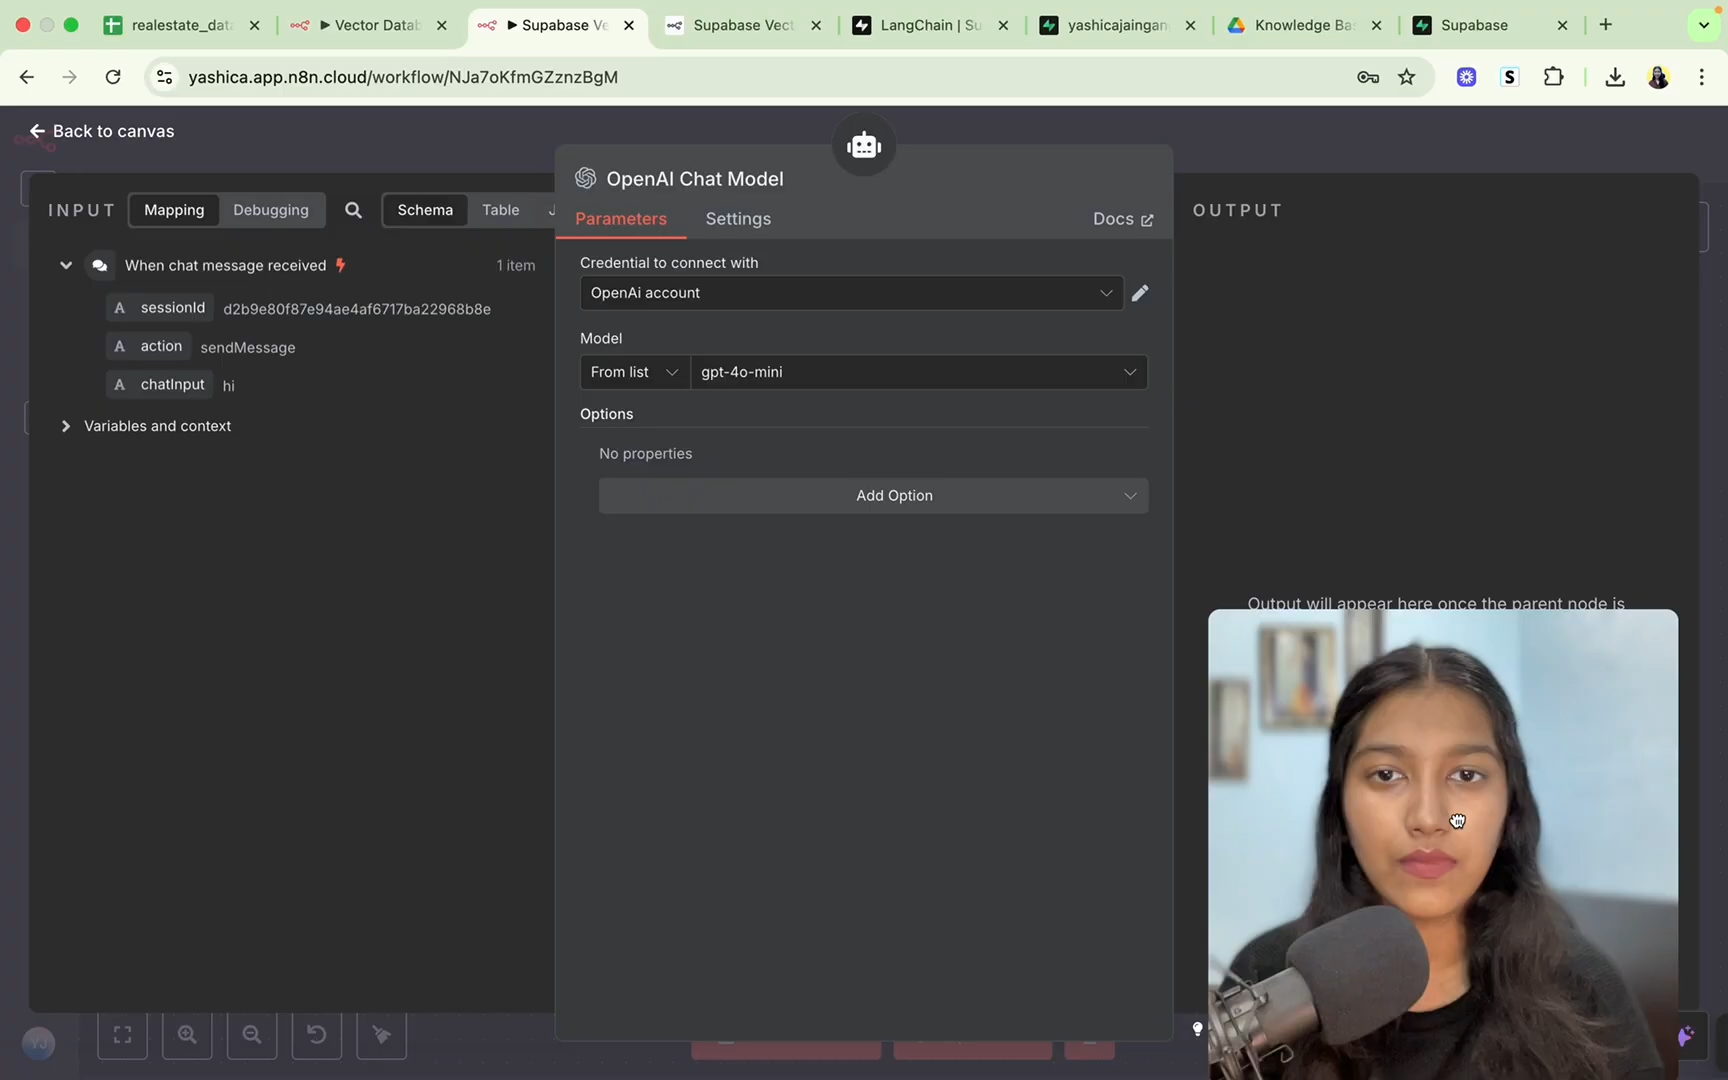 realestate_data
Vector Datab
Supabase Ve
Supabase Vect
LangChain | Su
yashicajaingan
Knowledge Bas
Supabase
yashica.app.n8n.cloud/workflow/NJa7oKfmGZznzBgM
S
Back to canvas
INPUT
Mapping
Debugging
Schema
Table
J
When chat message received
1 item
A sessionId d2b9e80f87e94ae4af6717ba22968b8e
A action sendMessage
A chatInput hi
Variables and context
OpenAI Chat Model
Parameters
Settings
Docs
Credential to connect with
OpenAi account
Model
From list
gpt-4o-mini
Options
No properties
Add Option
OUTPUT
Output will appear here once the parent node is
YJ